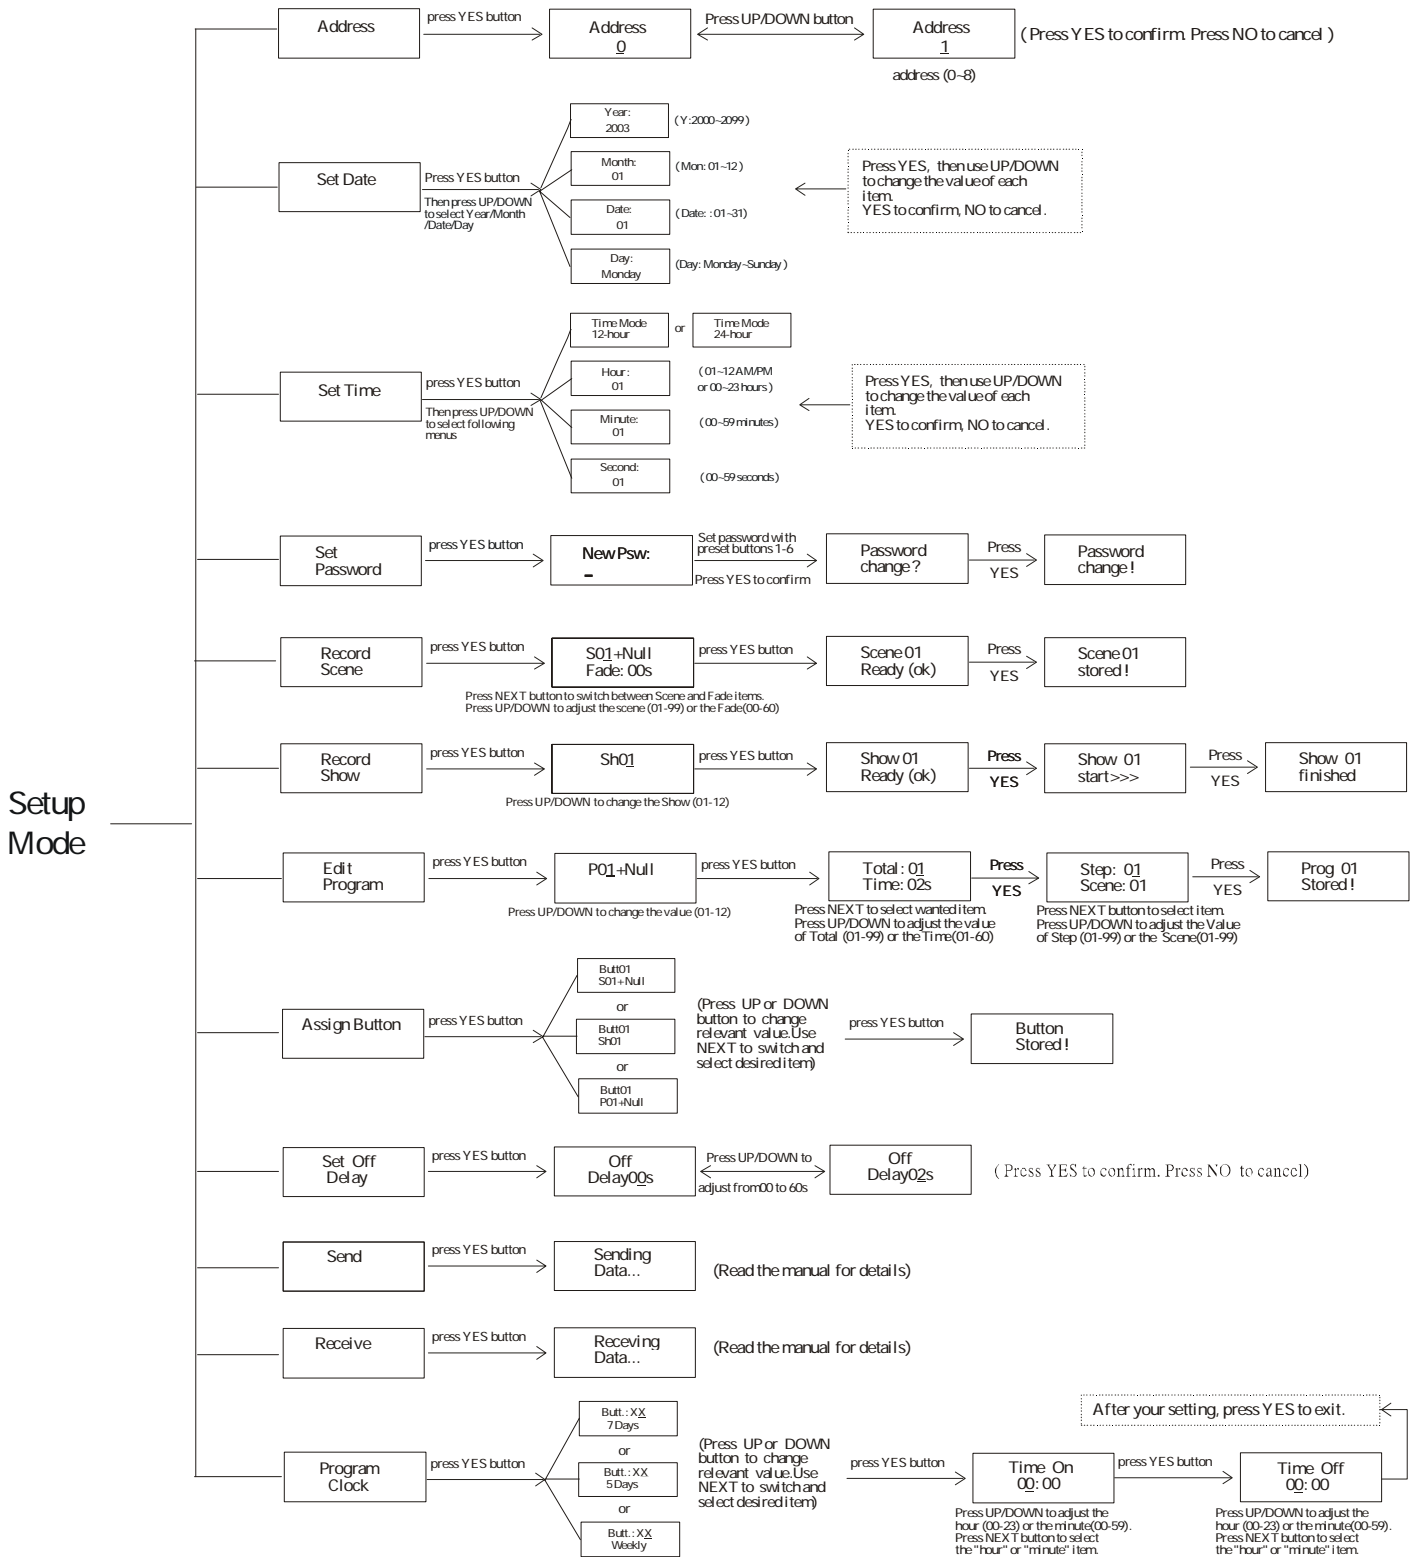 Setup
Mode
Address
press YES button
Address
0
Press UP/DOWN button
Address
1
( Press YES to confirm. Press NO to cancel )
address (0~8)
Set Date
Press YES button
Then press UP/DOWN
to select Year/Month
/Date/Day
Year:
2003
( Y:2000~2099 )
Month:
01
(Mon: 01~12)
Date:
01
( Date: : 01~31)
Day:
Monday
(Day: Monday~Sunday )
Press YES, then use UP/DOWN
to change the value of each
item.
YES to confirm, NO to cancel.
Set Time
press YES button
Then press UP/DOWN
to select following
menus
Time Mode
12-hour
or
Time Mode
24-hour
Hour :
01
( 01~12 AM/PM
or 00~23 hours )
Minute:
01
( 00~59 minutes )
Second:
01
( 00~59 seconds )
Press YES, then use UP/DOWN
to change the value of each
item.
YES to confirm, NO to cancel.
Set
Password
press YES button
New Psw:
_
Set password with
preset buttons 1-6
Press YES to confirm
Password
change?
Press
YES
Password
change!
Record
Scene
press YES button
S01+Null
Fade: 00s
press YES button
Scene 01
Ready (ok)
Press
YES
Scene 01
stored!
Press NEXT button to switch between Scene and Fade items.
Press UP/DOWN to adjust the scene (01-99) or the Fade(00-60)
Record
Show
press YES button
Sh01
press YES button
Show 01
Ready (ok)
Press
YES
Show 01
start>>>
Press
YES
Show 01
finished
Press UP/DOWN to change the Show (01-12)
Edit
Program
press YES button
P01+Null
press YES button
Total : 01
Time: 02s
Press
YES
Step: 01
Scene: 01
Press
YES
Prog 01
Stored!
Press UP/DOWN to change the value (01-12)
Press NEXT to select wanted item.
Press UP/DOWN to adjust the value
of Total (01-99) or the Time(01-60)
Press NEXT button to select item.
Press UP/DOWN to adjust the Value
of Step (01-99) or the Scene(01-99)
Assign Button
press YES button
Butt01
S01+Null
or
Butt01
Sh01
or
Butt01
P01+Null
(Press UP or DOWN
button to change
relevant value.Use
NEXT to switch and
select desired item)
press YES button
Button
Stored!
Set Off
Delay
press YES button
Off
Delay00s
Press UP/DOWN to
adjust from00 to 60s
Off
Delay02s
( Press YES to confirm. Press NO to cancel)
Send
press YES button
Sending
Data...
(Read the manual for details)
Receive
press YES button
Receving
Data...
(Read the manual for details)
Program
Clock
press YES button
Butt.: XX
7 Days
or
Butt.: XX
5 Days
or
Butt.: XX
Weekly
(Press UP or DOWN
button to change
relevant value.Use
NEXT to switch and
select desired item)
press YES button
Time On
00: 00
press YES button
Time Off
00: 00
After your setting, press YES to exit.
Press UP/DOWN to adjust the
hour (00-23) or the minute(00-59).
Press NEXT button to select
the "hour" or "minute" item.
Press UP/DOWN to adjust the
hour (00-23) or the minute(00-59).
Press NEXT button to select
the "hour" or "minute" item.